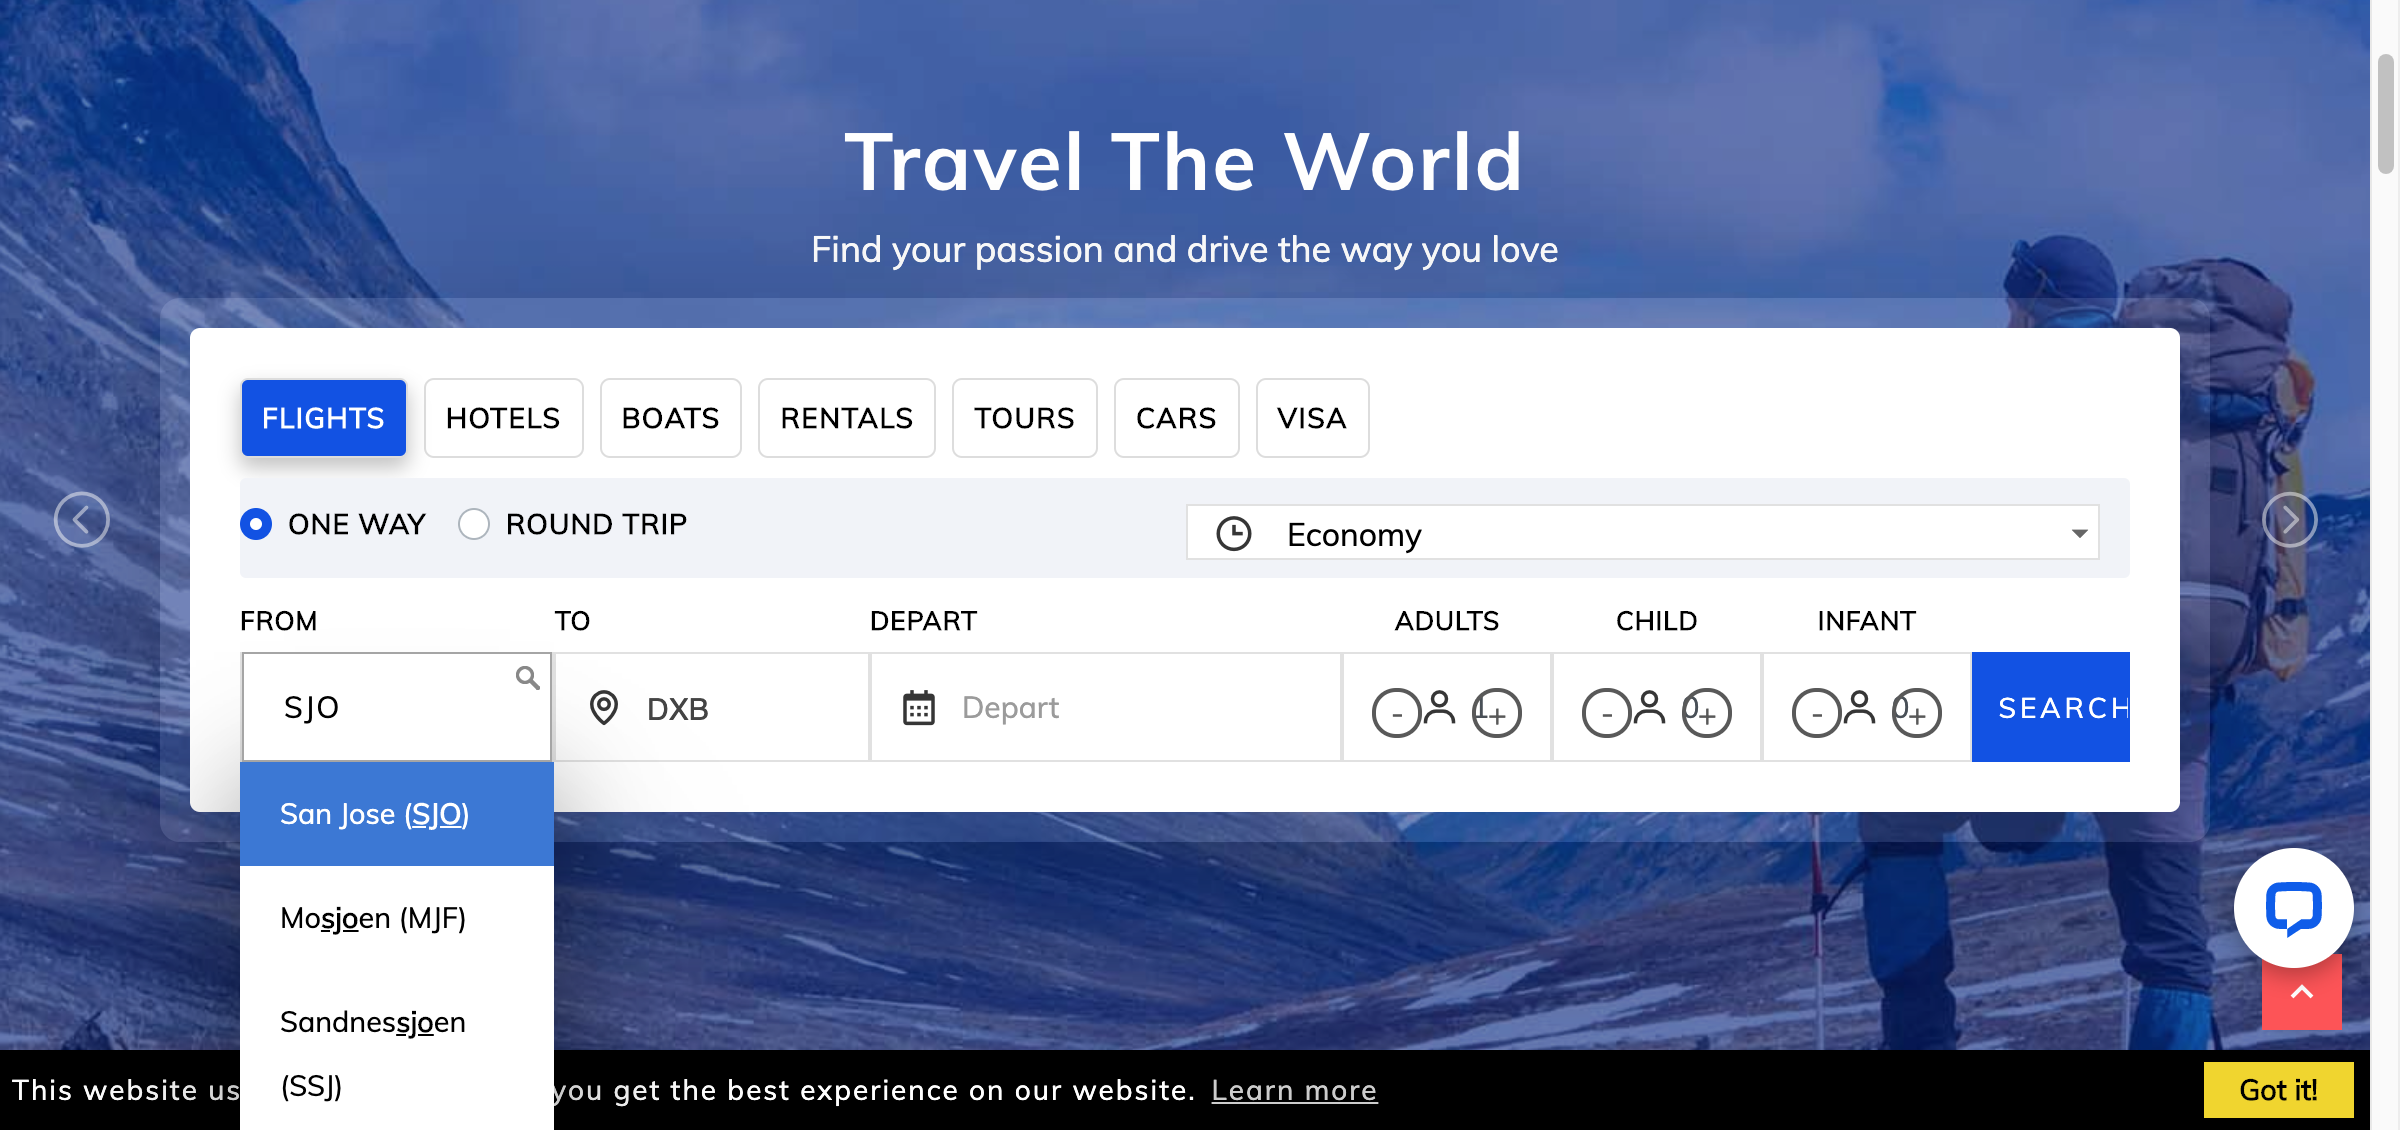 Travel The World
Find your passion and drive the way you love
FLIGHTS HOTELS BOATS RENTALS TOURS CARS VISA
ONE WAY ROUND TRIP Economy
FROM TO DEPART ADULTS CHILD INFANT
SJO DXB Depart - 1+ - 0+ - 0+ SEARCH
San Jose (SJO)
Mosjoen (MJF)
Sandnessjoen
(SSJ)
This website us you get the best experience on our website. Learn more Got it!